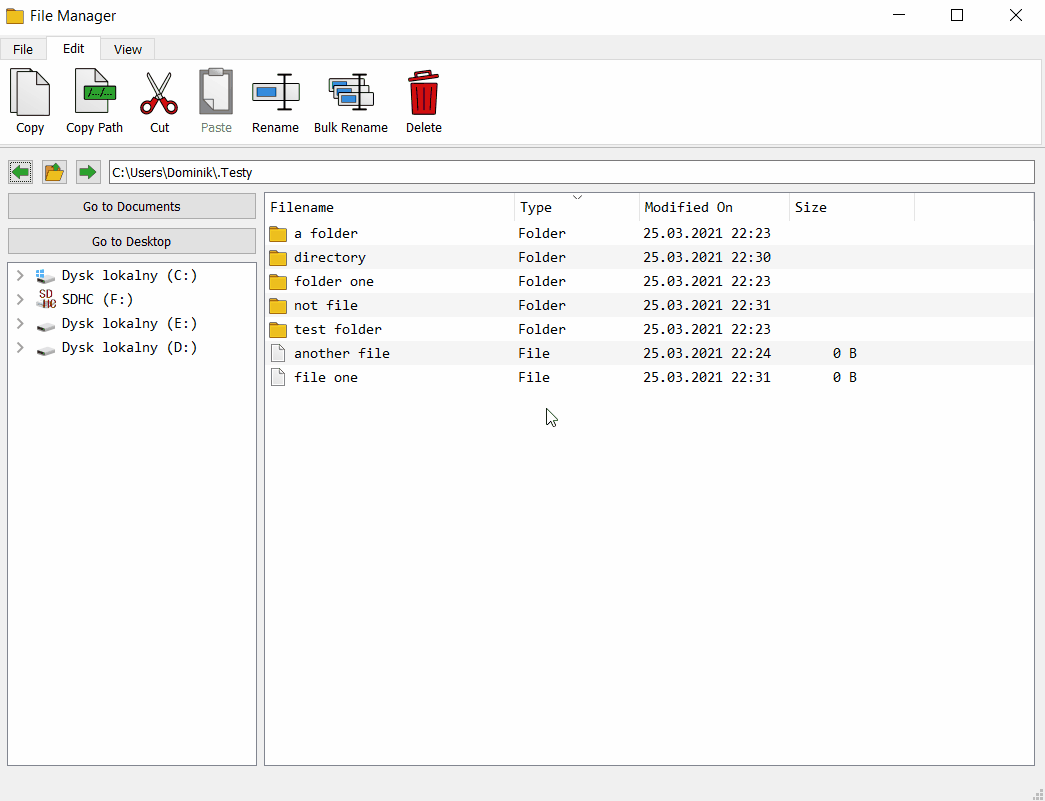 File Manager
File Edit View
/../../
Copy Copy Path Cut Paste Rename Bulk Rename Delete
C:\Users\Dominik\.Testy
Go to Documents
Go to Desktop
Dysk lokalny (C:)
SD
HC
SDHC (F:)
Dysk lokalny (E:)
Dysk lokalny (D:)
Filename Type Modified On Size
a folder Folder 25.03.2021 22:23
directory Folder 25.03.2021 22:30
folder one Folder 25.03.2021 22:23
not file Folder 25.03.2021 22:31
test folder Folder 25.03.2021 22:23
another file File 25.03.2021 22:24 0 B
file one File 25.03.2021 22:31 0 B